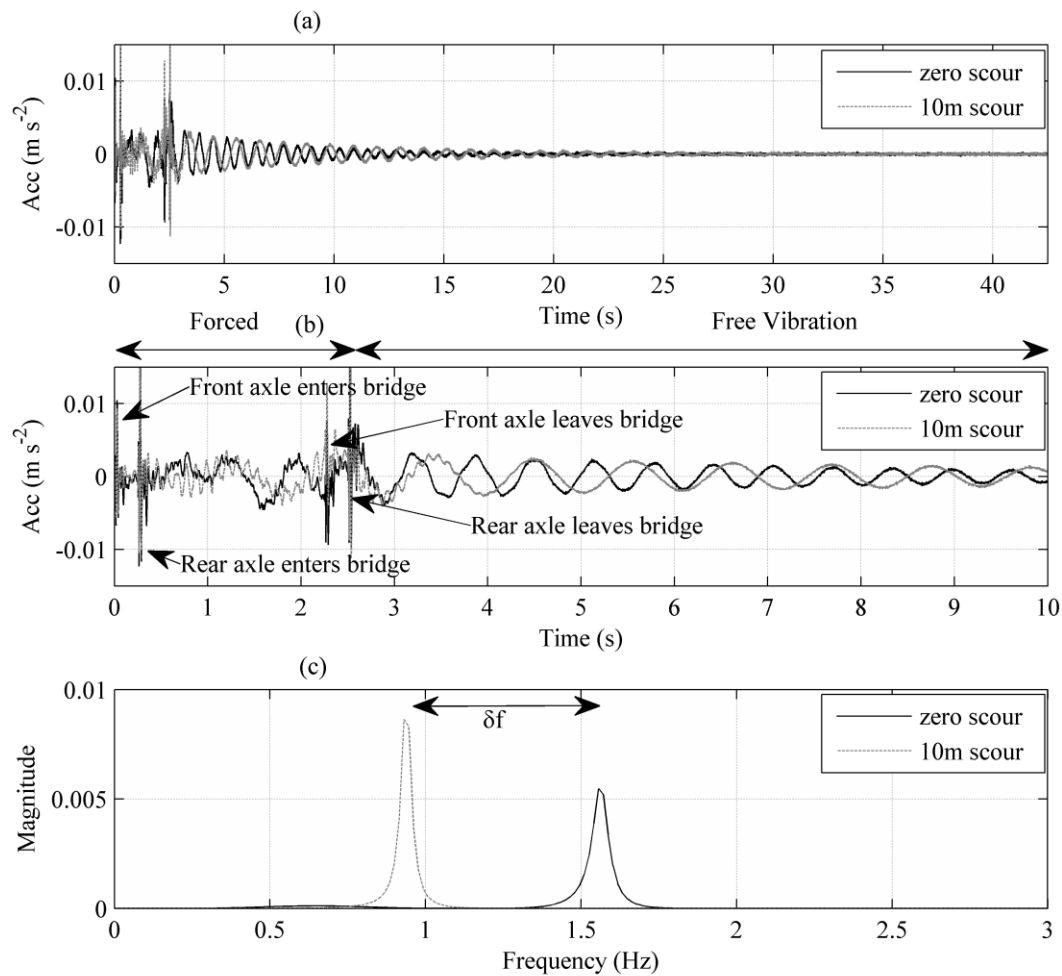 (a)
Acc (m s⁻²)
0.01
0
-0.01
zero scour
10m scour
0 5 10 15 20 25 30 35 40
Time (s)
Forced
(b)
Free Vibration
Acc (m s⁻²)
0.01
0
-0.01
Front axle enters bridge
Front axle leaves bridge
zero scour
10m scour
Rear axle leaves bridge
Rear axle enters bridge
0 1 2 3 4 5 6 7 8 9 10
Time (s)
(c)
Magnitude
0.01
0.005
0
δf
zero scour
10m scour
0 0.5 1 1.5 2 2.5 3
Frequency (Hz)